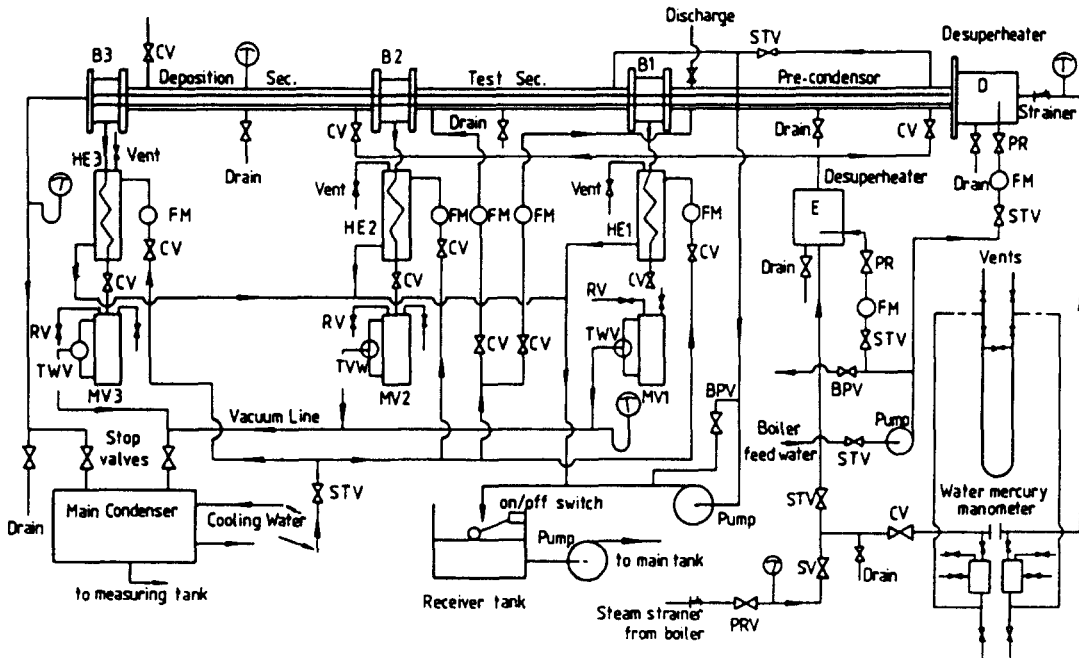 Discharge
B3
CV
T
B2
B1
STV
Desuperheater
T
Deposition Sec.
Test Sec.
Pre-condensor
D
Strainer
CV
Drain
Drain
CV
PR
HE3
Vent
Drain
Desuperheater
Drain
FM
T
Vent
Vent
E
STV
FM
HE2
FM
FM
FM
HE1
FM
CV
CV
CV
Drain
PR
Vents
CV
CV
CV
FM
RV
RV
RV
STV
TWV
TVW
CV
CV
TWV
MV3
MV2
MV1
BPV
BPV
Vacuum Line
T
Boiler
feed water
Pump
STV
Stop
valves
Water mercury
manometer
STV
on/off switch
STV
CV
Drain
Main Condenser
Cooling Water
Pump
Pump
to main tank
SV
Drain
T
to measuring tank
Receiver tank
Steam strainer
from boiler
PRV